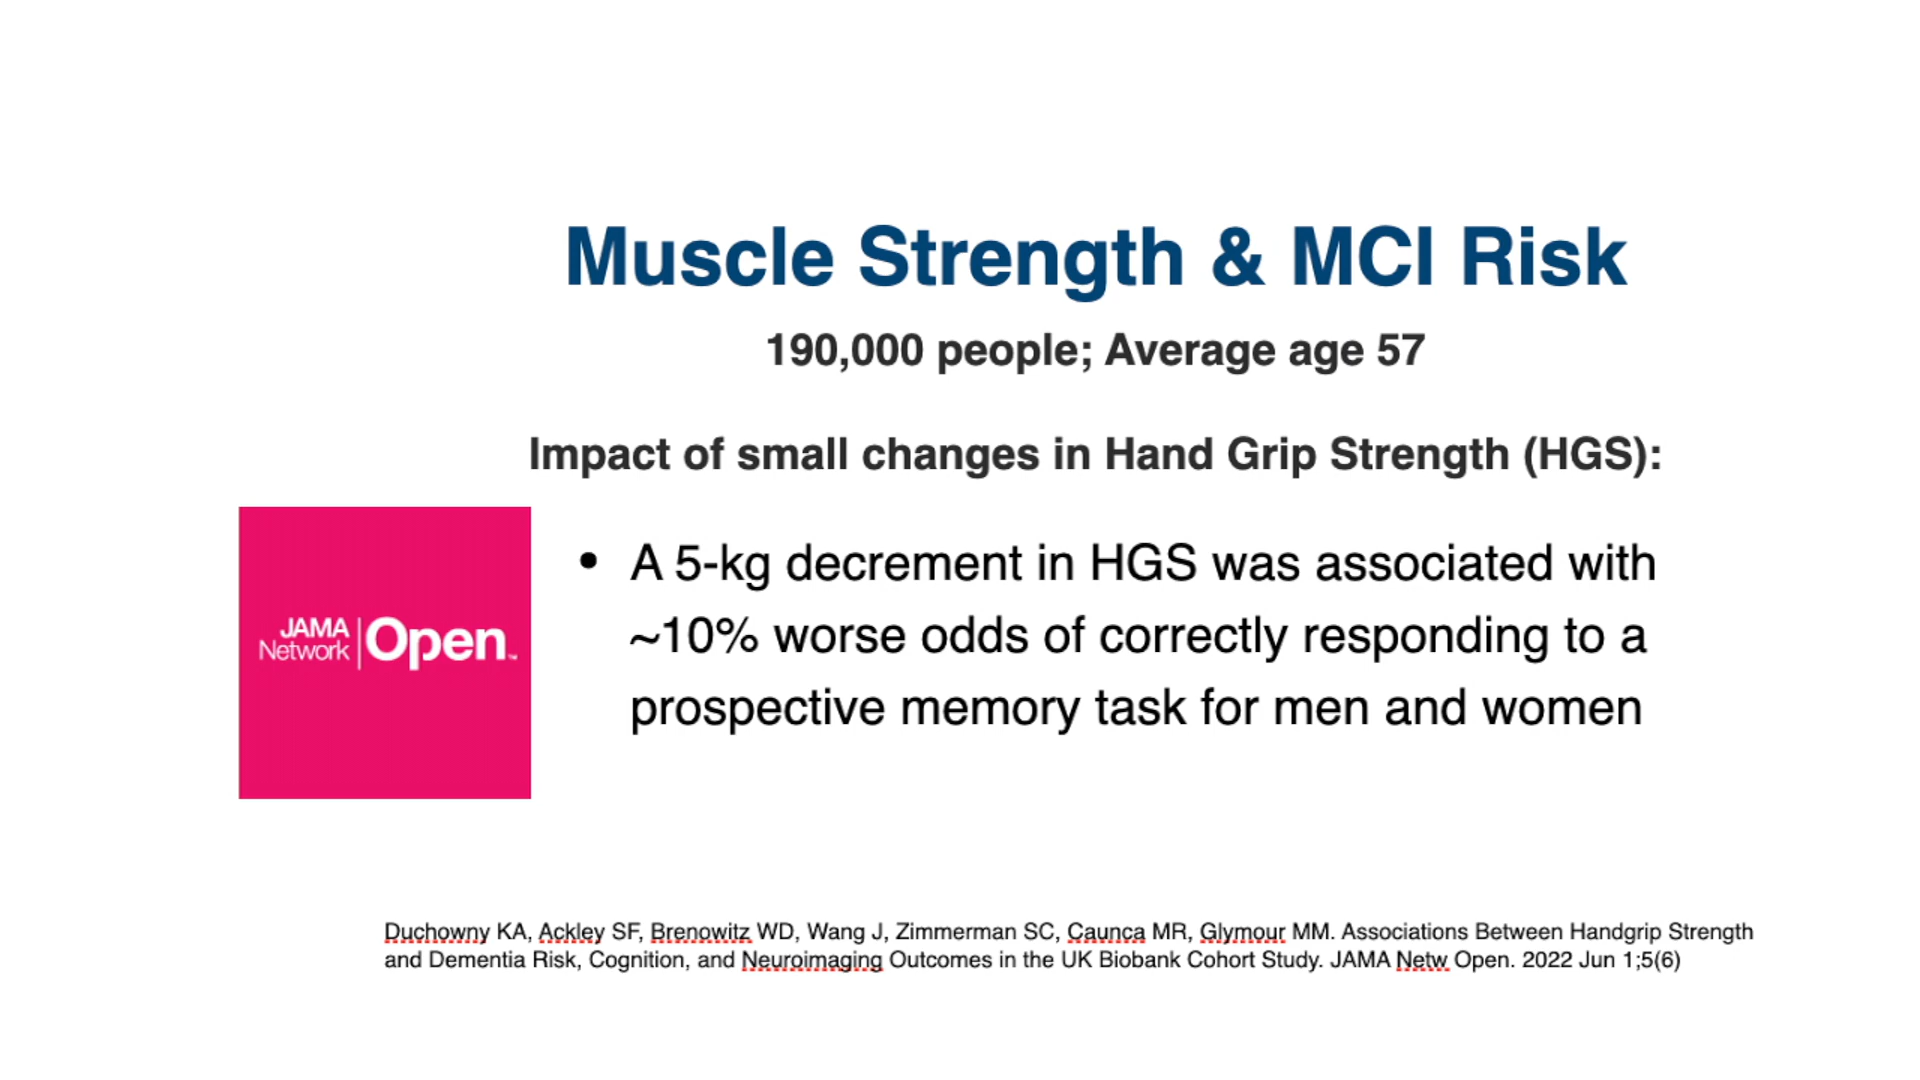 Muscle Strength & MCI Risk
190,000 people; Average age 57
Impact of small changes in Hand Grip Strength (HGS):
JAMA
Network
Open™
• A 5-kg decrement in HGS was associated with
~10% worse odds of correctly responding to a
prospective memory task for men and women
Duchowny KA, Ackley SF, Brenowitz WD, Wang J, Zimmerman SC, Caunca MR, Glymour MM. Associations Between Handgrip Strength
and Dementia Risk, Cognition, and Neuroimaging Outcomes in the UK Biobank Cohort Study. JAMA Netw Open. 2022 Jun 1;5(6)